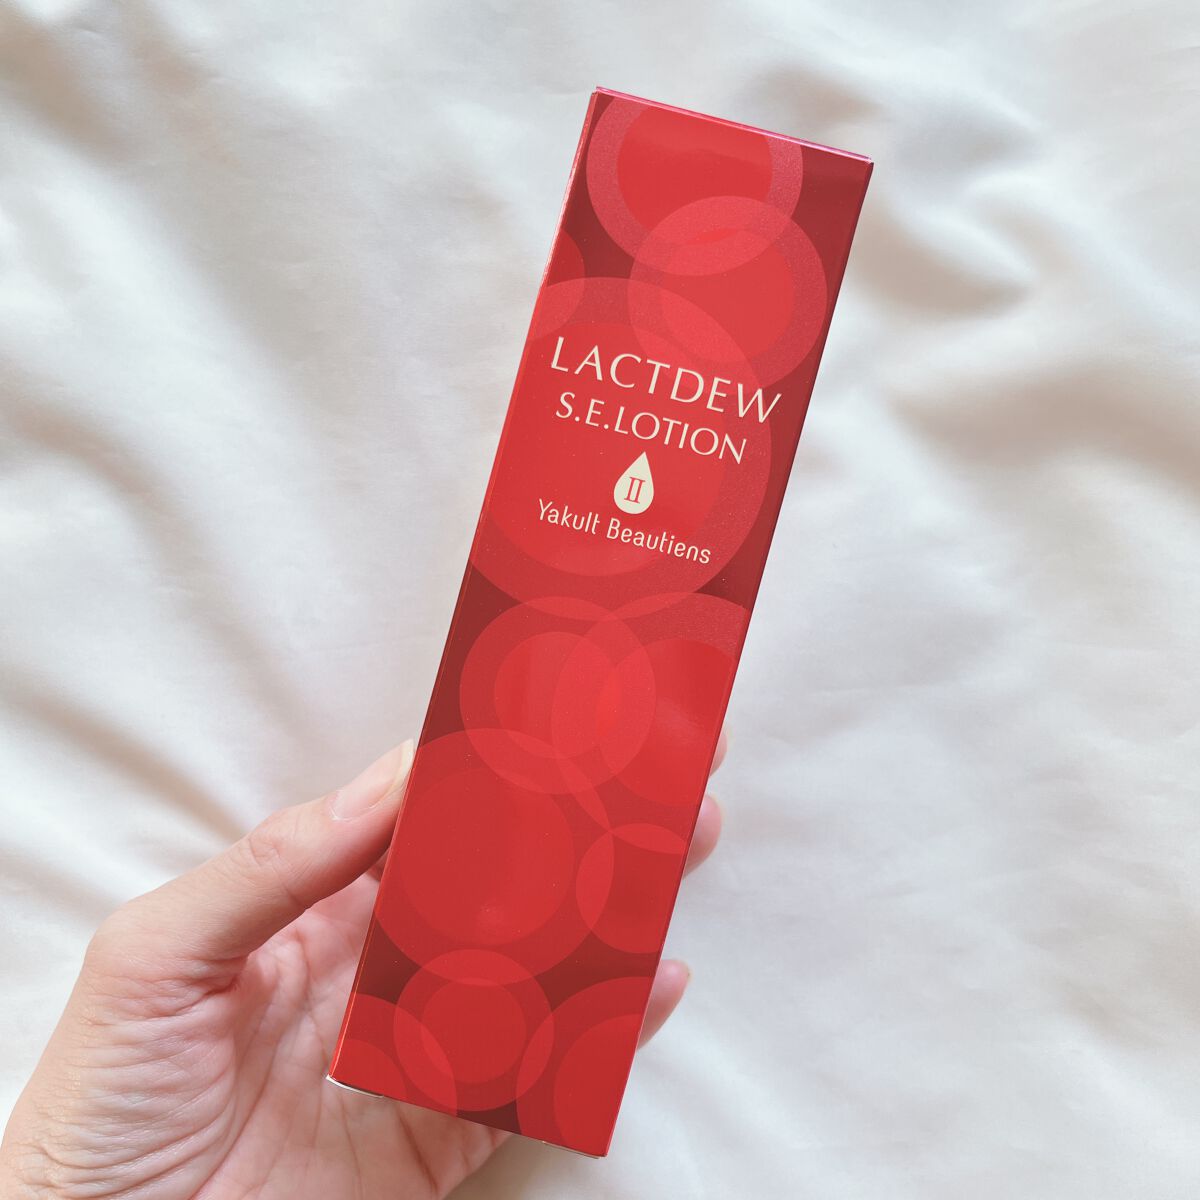 LACTDEW
S.E.LOTION
II
Yakult Beautiens